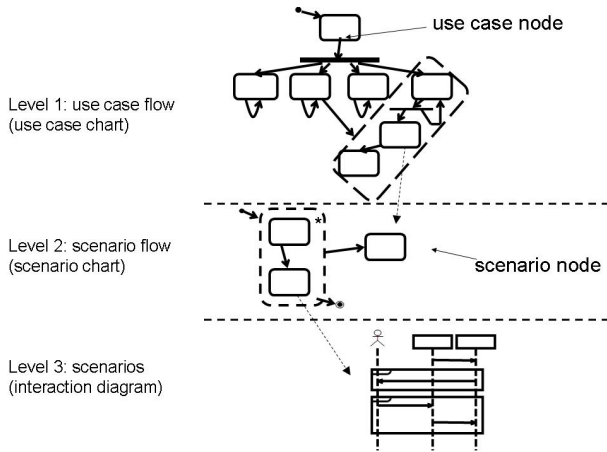 use case node
Level 1: use case flow
(use case chart)
*
Level 2: scenario flow
(scenario chart)
scenario node
Level 3: scenarios
(interaction diagram)